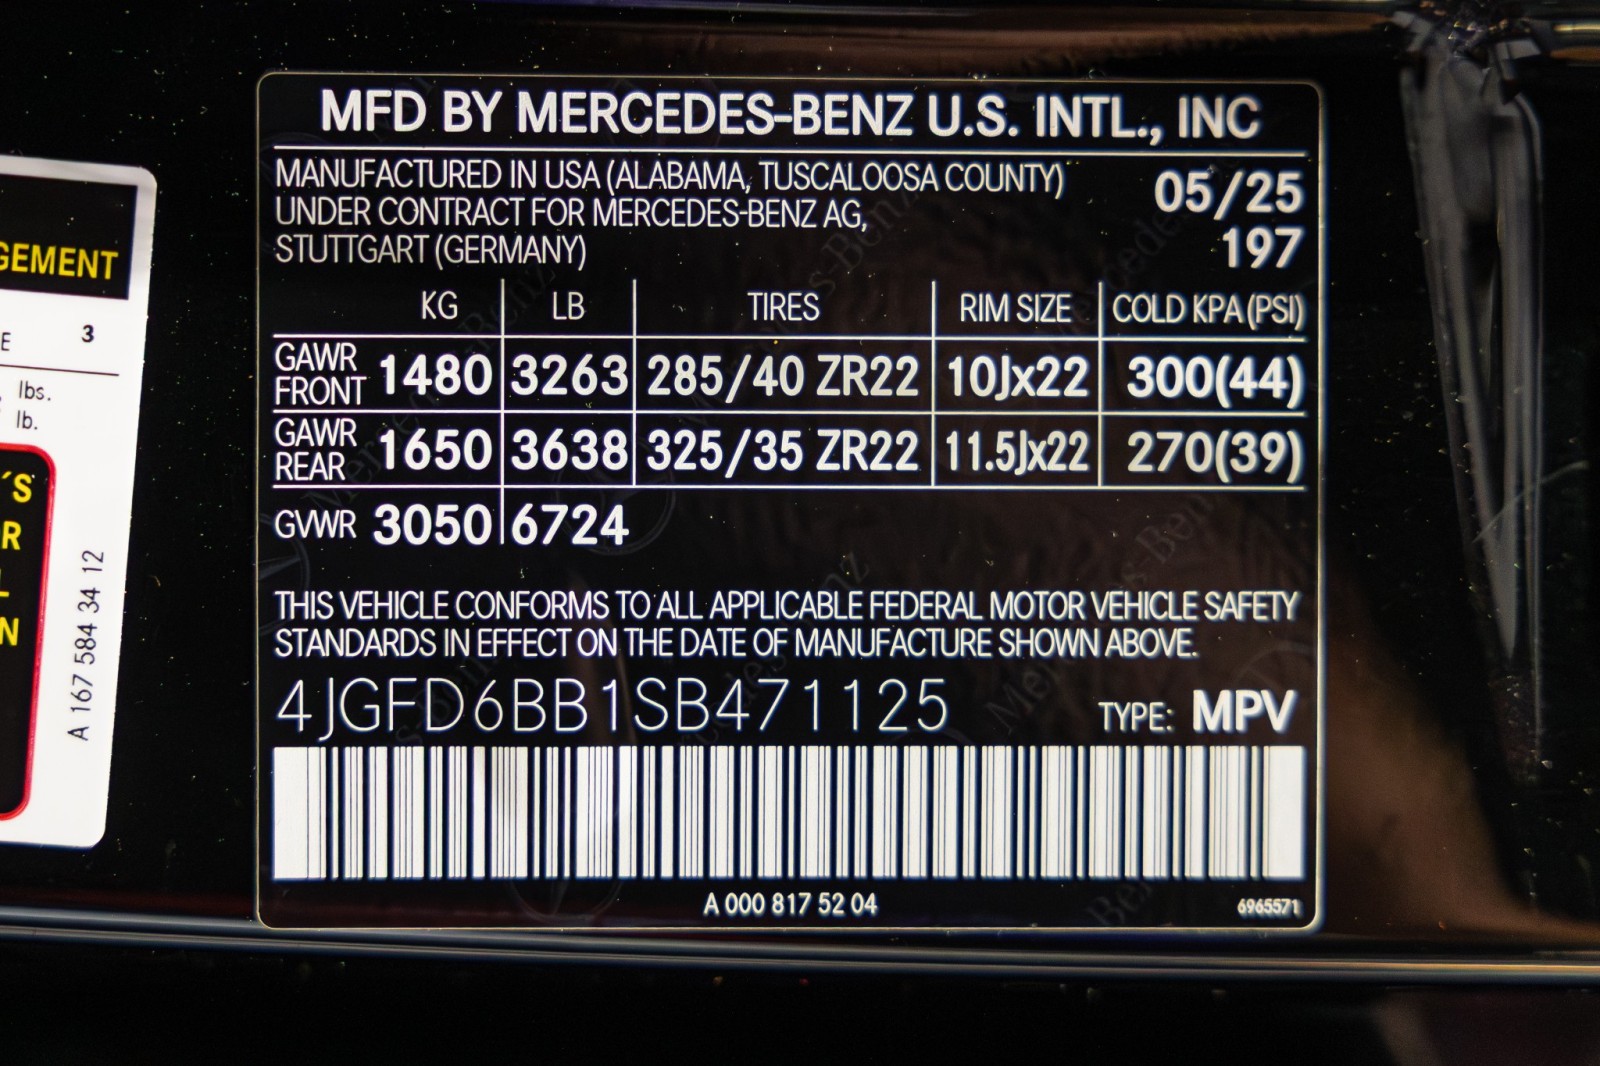 MFD BY MERCEDES-BENZ U.S. INTL., INC
MANUFACTURED IN USA (ALABAMA, TUSCALOOSA COUNTY)
UNDER CONTRACT FOR MERCEDES-BENZ AG,
STUTTGART (GERMANY)
05/25
197
KG LB TIRES RIM SIZE COLD KPA (PSI)
GAWR FRONT 1480 3263 285/40 ZR22 10Jx22 300(44)
GAWR REAR 1650 3638 325/35 ZR22 11.5Jx22 270(39)
GVWR 3050 6724
THIS VEHICLE CONFORMS TO ALL APPLICABLE FEDERAL MOTOR VEHICLE SAFETY
STANDARDS IN EFFECT ON THE DATE OF MANUFACTURE SHOWN ABOVE.
4JGFD6BB1SB471125 TYPE: MPV
A 000 817 52 04 6965571
GEMENT
E 3
lbs.
lb.
´S
R
L
N
A 167 584 34 12